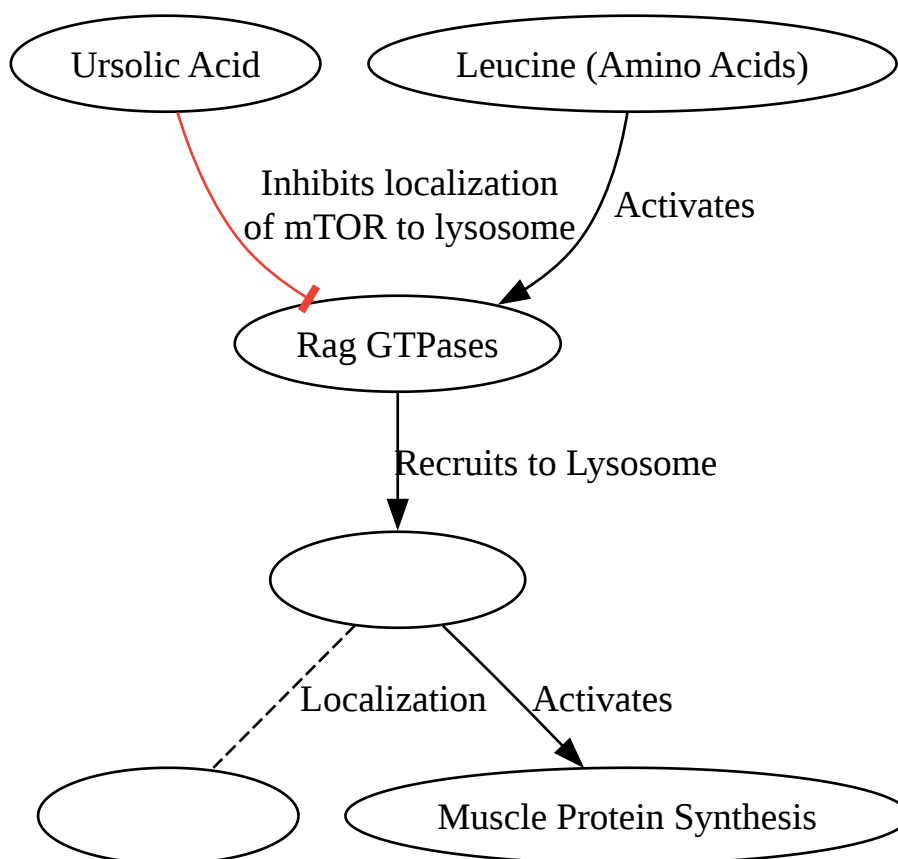 Ursolic Acid
Leucine (Amino Acids)
Inhibits localization
of mTOR to lysosome
Activates
Rag GTPases
Recruits to Lysosome
Localization
Activates
Muscle Protein Synthesis